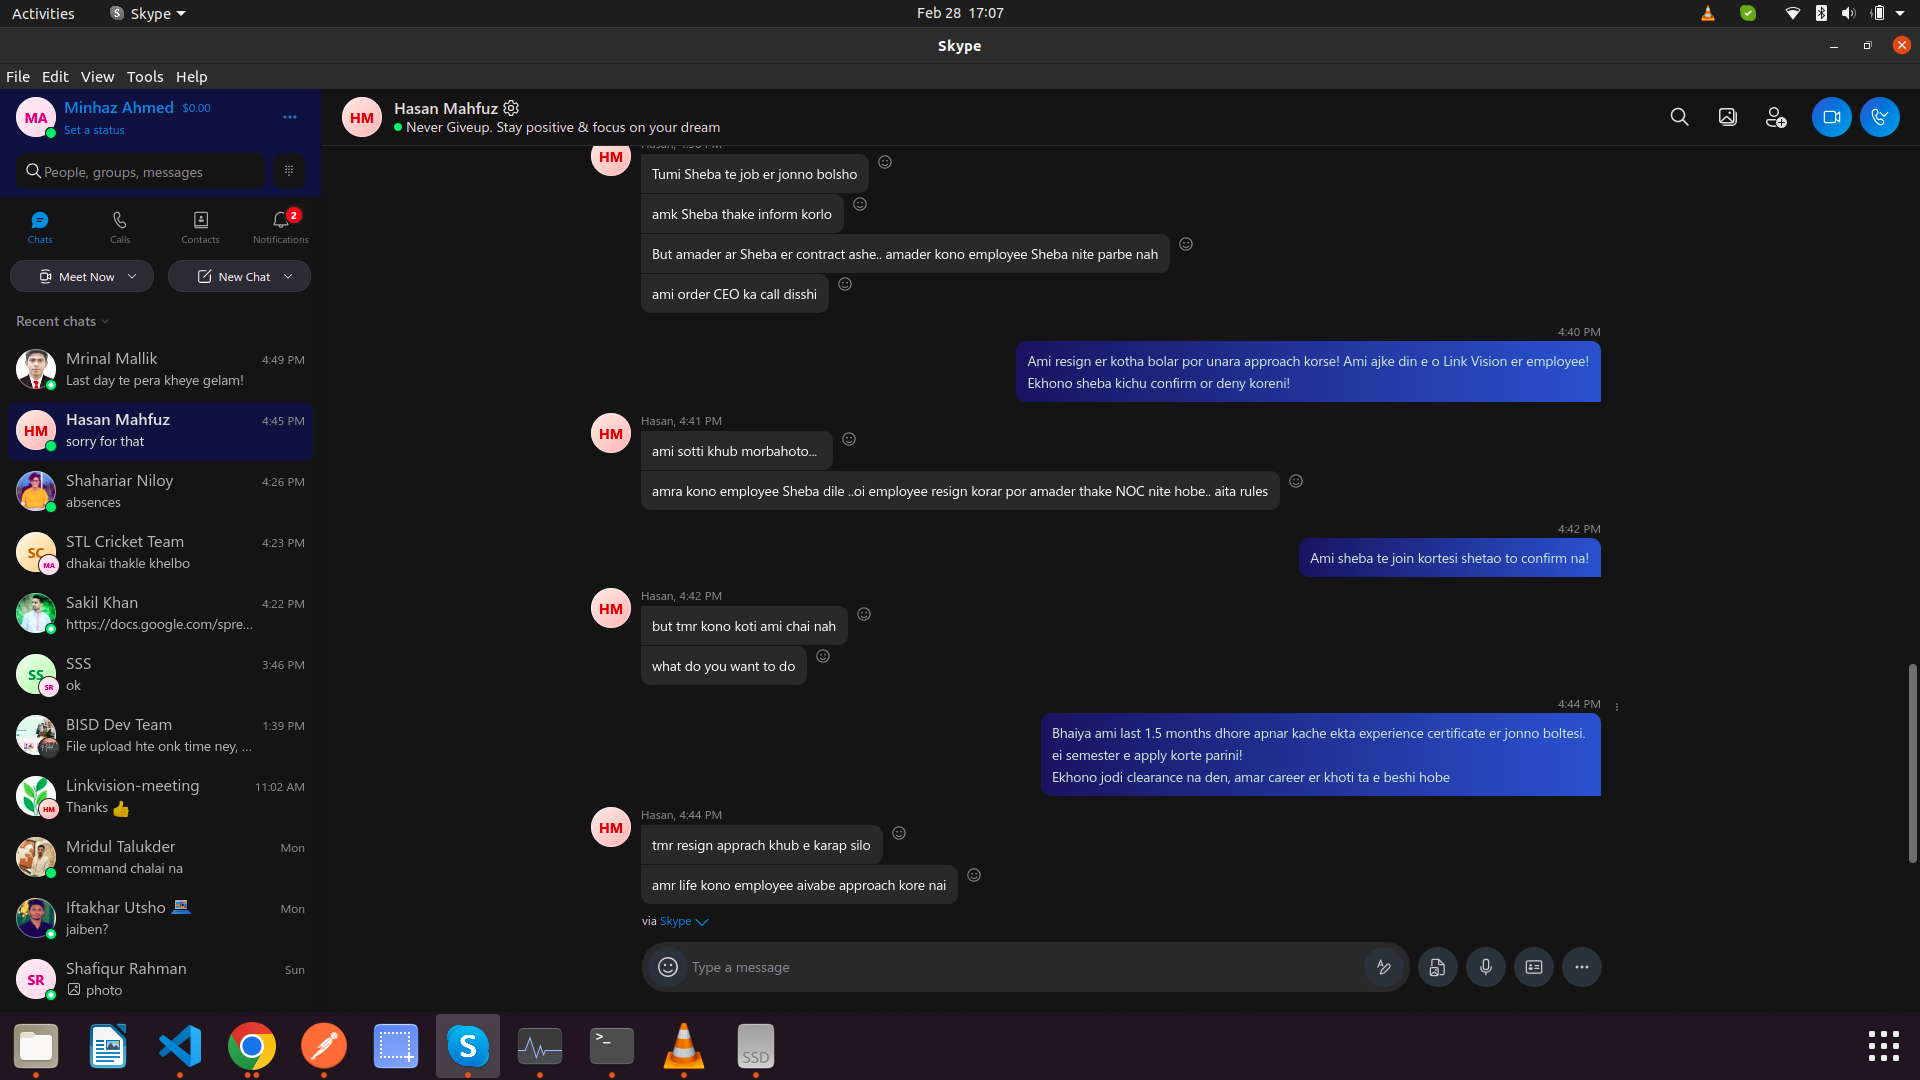 Activities
Skype
Feb 28 17:07
Skype
File Edit View Tools Help
MA
Minhaz Ahmed $0.00
Set a status
People, groups, messages
Chats
Calls
Contacts
2
Notifications
Meet Now
New Chat
Recent chats
Mrinal Mallik 4:49 PM
Last day te pera kheye gelam!
HM
Hasan Mahfuz 4:45 PM
sorry for that
Shahariar Niloy 4:26 PM
absences
SC
MA
STL Cricket Team 4:23 PM
dhakai thakle khelbo
Sakil Khan 4:22 PM
https://docs.google.com/spre...
SS
SR
SSS 3:46 PM
ok
BISD Dev Team 1:39 PM
File upload hte onk time ney, ...
HM
Linkvision-meeting 11:02 AM
Thanks 👍
Mridul Talukder Mon
command chalai na
Iftakhar Utsho 💻 Mon
jaiben?
SR
Shafiqur Rahman Sun
photo
HM
Hasan Mahfuz
Never Giveup. Stay positive & focus on your dream
HM
Tumi Sheba te job er jonno bolsho
amk Sheba thake inform korlo
But amader ar Sheba er contract ashe.. amader kono employee Sheba nite parbe nah
ami order CEO ka call disshi
4:40 PM
Ami resign er kotha bolar por unara approach korse! Ami ajke din e o Link Vision er employee!
Ekhono sheba kichu confirm or deny koreni!
HM
Hasan, 4:41 PM
ami sotti khub morbahoto...
amra kono employee Sheba dile ..oi employee resign korar por amader thake NOC nite hobe.. aita rules
4:42 PM
Ami sheba te join kortesi shetao to confirm na!
HM
Hasan, 4:42 PM
but tmr kono koti ami chai nah
what do you want to do
4:44 PM
Bhaiya ami last 1.5 months dhore apnar kache ekta experience certificate er jonno boltesi.
ei semester e apply korte parini!
Ekhono jodi clearance na den, amar career er khoti ta e beshi hobe
HM
Hasan, 4:44 PM
tmr resign apprach khub e karap silo
amr life kono employee aivabe approach kore nai
via Skype
Type a message
SSD